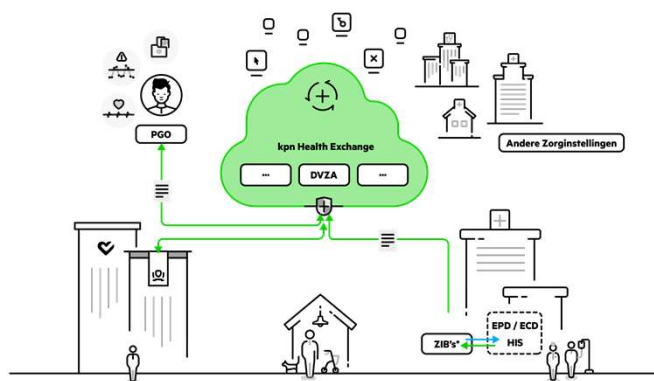 PGO
kpn Health Exchange
... DVZA ...
Andere Zorginstellingen
EPD / ECD
ZIB's* HIS